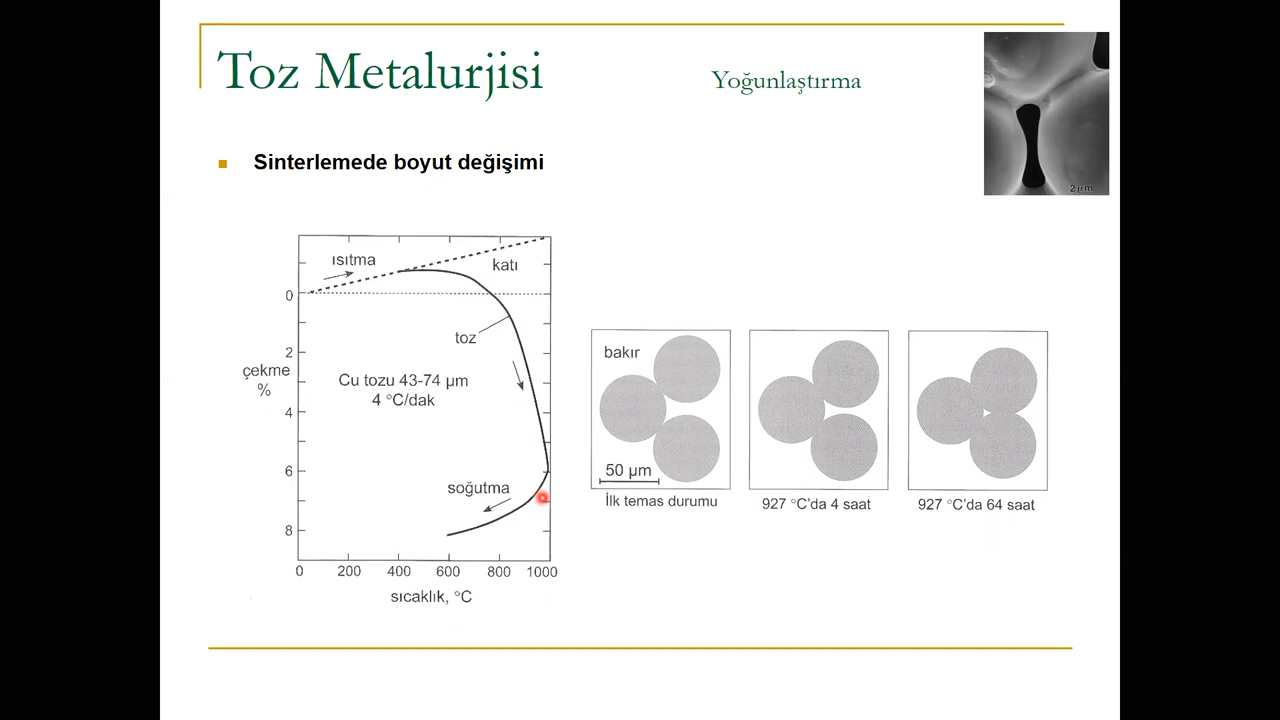 Toz Metalurjisi
Yoğunlaştırma
2 µm
Sinterlemede boyut değişimi
ısıtma
katı
0
toz
2
çekme
%
Cu tozu 43-74 µm
4 °C/dak
4
6
soğutma
8
0 200 400 600 800 1000
sıcaklık, °C
bakır
50 µm
İlk temas durumu
927 °C'da 4 saat
927 °C'da 64 saat